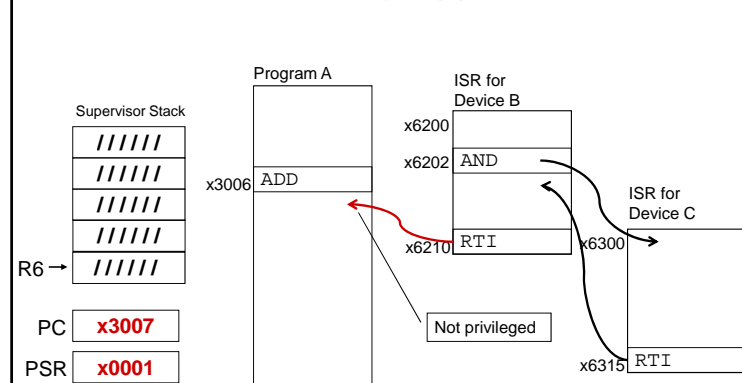 Program A
ISR for
Device B
Supervisor Stack
x6200
//////
x6202 AND
//////
x3006 ADD
//////
ISR for
Device C
//////
x6210 RTI
x6300
R6 //////
PC x3007
Not privileged
PSR x0001
x6315 RTI